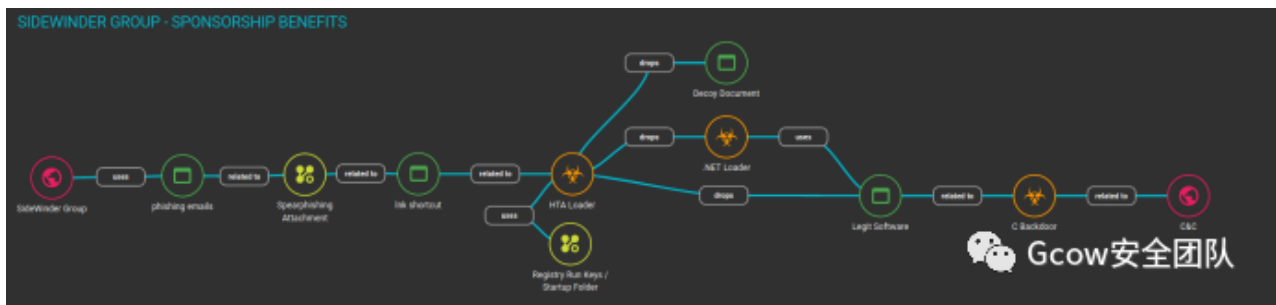 SIDEWINDER GROUP - SPONSORSHIP BENEFITS
drops
Decoy Document
drops
.NET Loader
uses
SideWinder Group
uses
phishing emails
related to
Spearphishing
Attachment
related to
lnk shortcut
related to
HTA Loader
uses
Registry Run Keys /
Startup Folder
drops
Legit Software
related to
C Backdoor
related to
C&C
Gcow安全团队